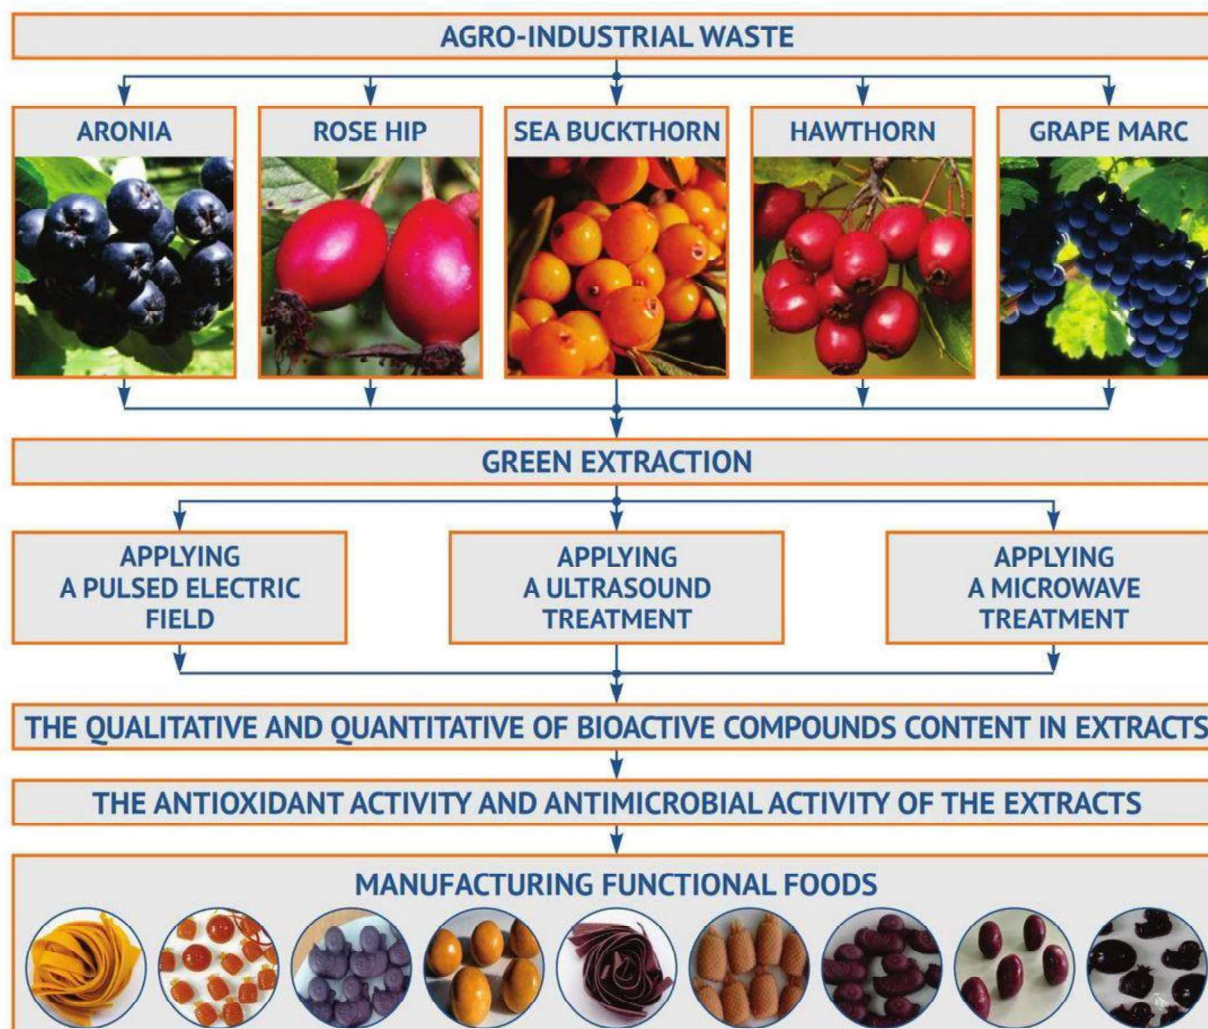 AGRO-INDUSTRIAL WASTE
ARONIA
ROSE HIP
SEA BUCKTHORN
HAWTHORN
GRAPE MARC
GREEN EXTRACTION
APPLYING
A PULSED ELECTRIC
FIELD
APPLYING
A ULTRASOUND
TREATMENT
APPLYING
A MICROWAVE
TREATMENT
THE QUALITATIVE AND QUANTITATIVE OF BIOACTIVE COMPOUNDS CONTENT IN EXTRACTS
THE ANTIOXIDANT ACTIVITY AND ANTIMICROBIAL ACTIVITY OF THE EXTRACTS
MANUFACTURING FUNCTIONAL FOODS